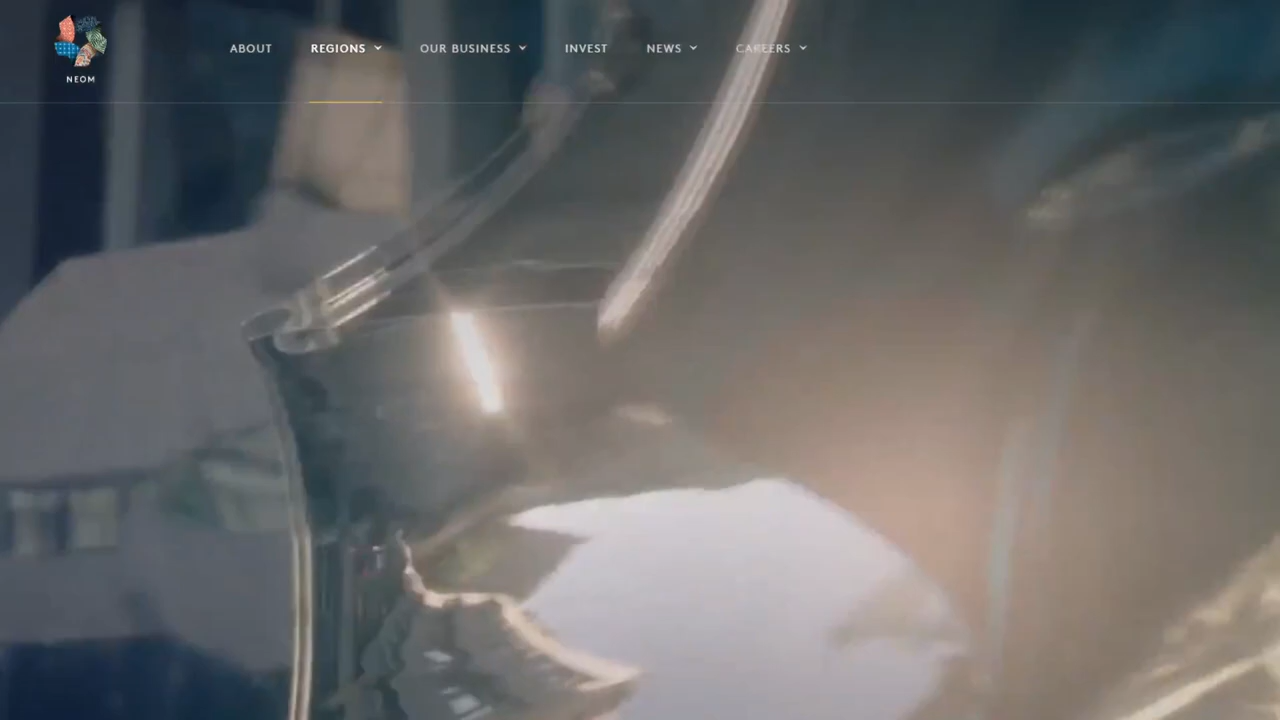 NEOM
ABOUT
REGIONS
OUR BUSINESS
INVEST
NEWS
CAREERS